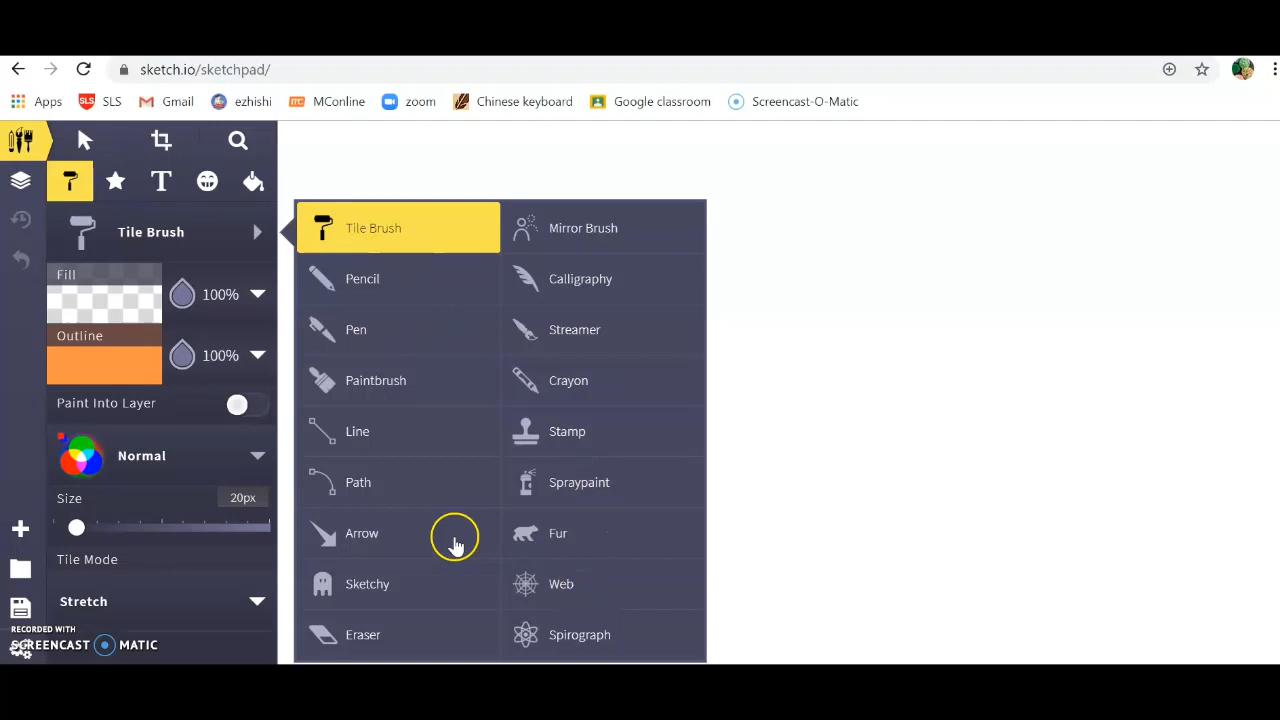 sketch.io/sketchpad/
Apps SLS Gmail ezhishi MConline zoom Chinese keyboard Google classroom Screencast-O-Matic
Tile Brush
Fill
100%
Outline
100%
Paint Into Layer
Normal
Size 20px
Tile Mode
Stretch
RECORDED WITH
SCREENCAST MATIC
Tile Brush Mirror Brush
Pencil Calligraphy
Pen Streamer
Paintbrush Crayon
Line Stamp
Path Spraypaint
Arrow Fur
Sketchy Web
Eraser Spirograph